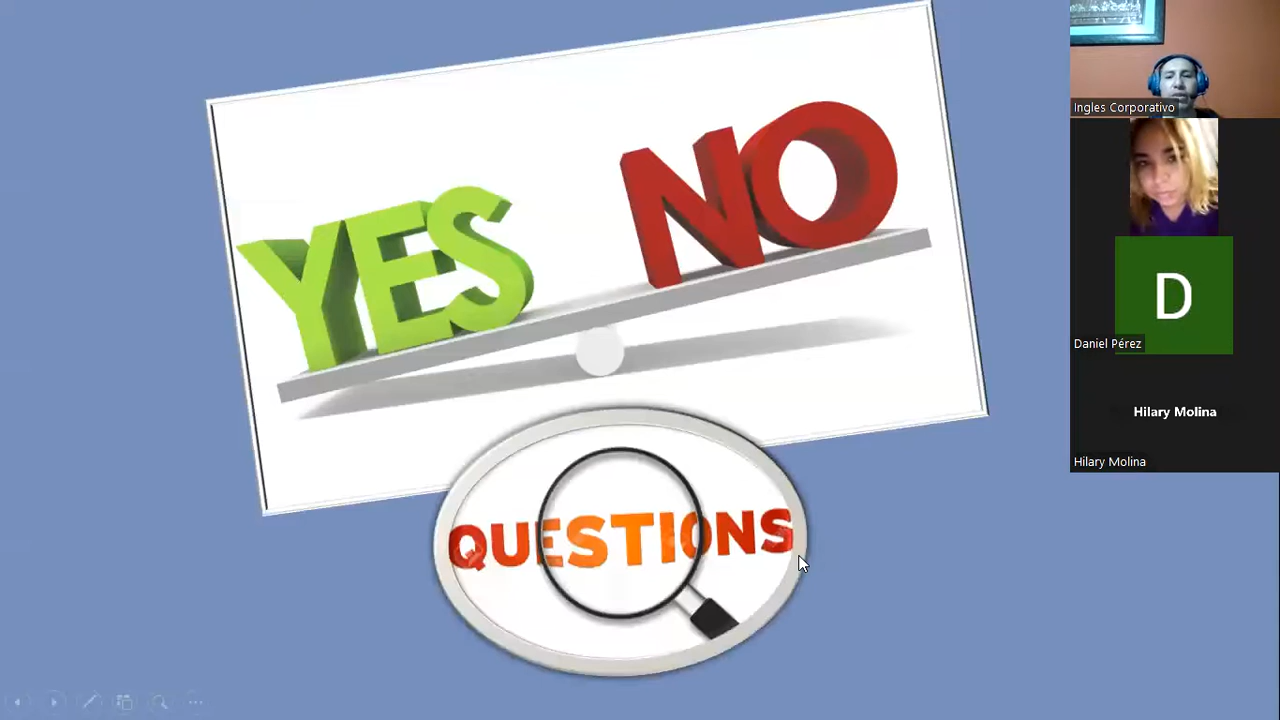 YES NO
QUESTIONS
Ingles Corporativo
D
Daniel Pérez
Hilary Molina
Hilary Molina